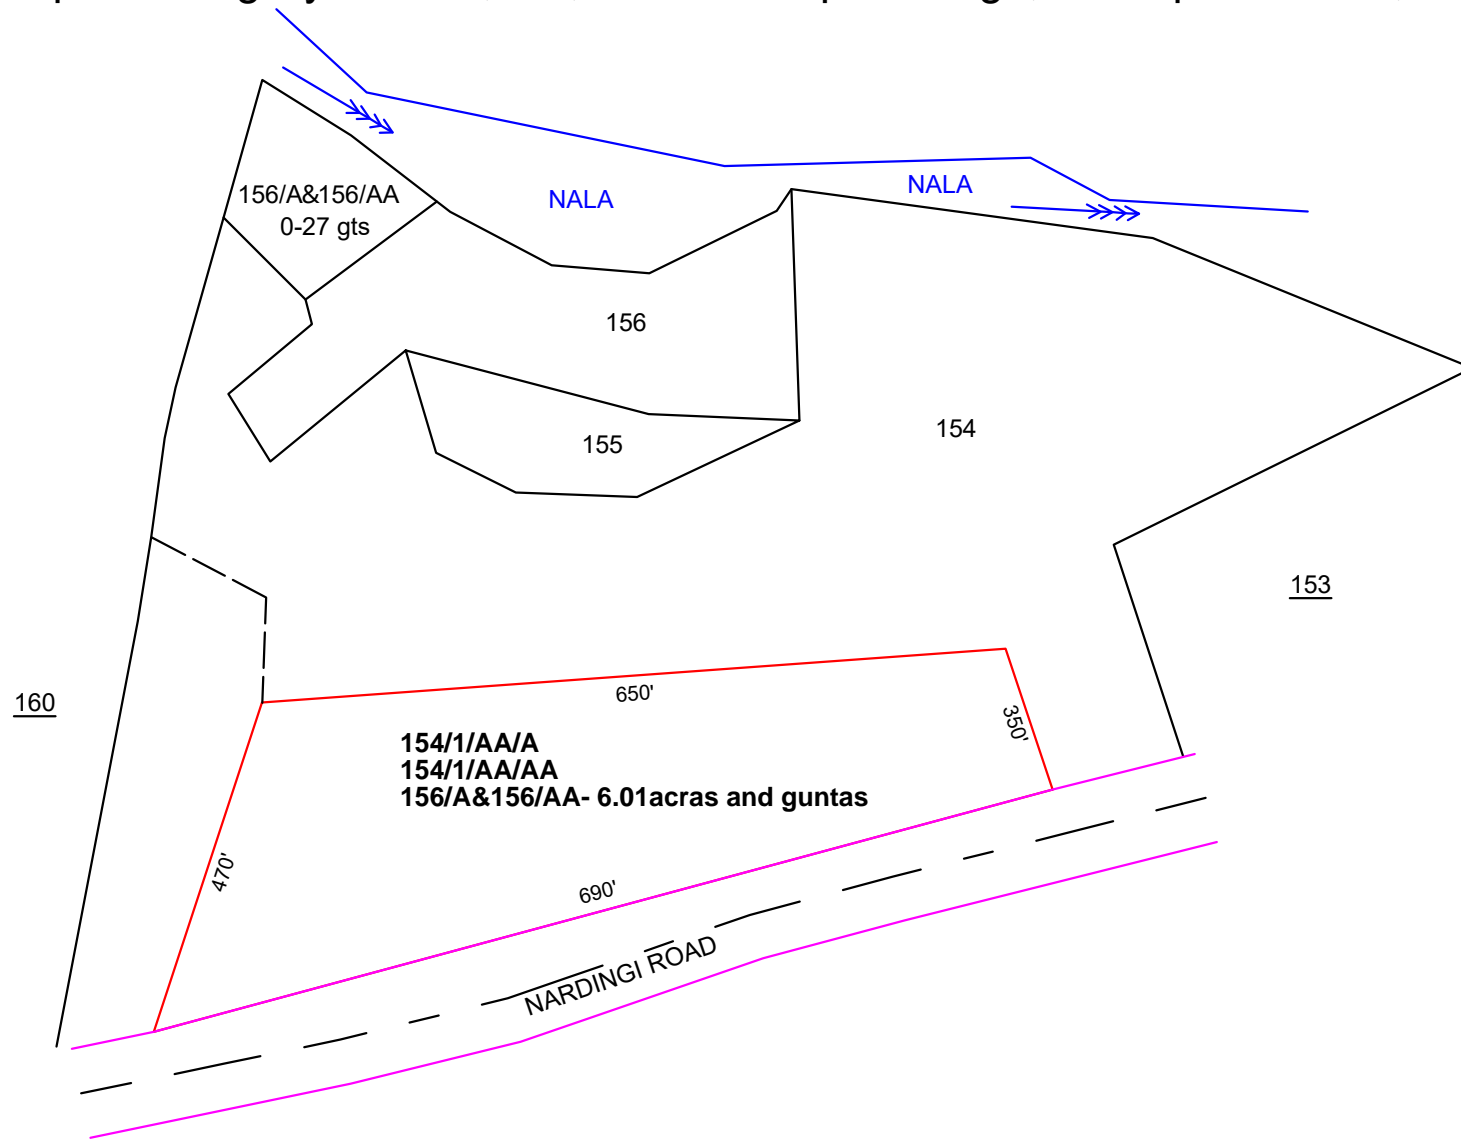 156/A&156/AA
0-27 gts
NALA
NALA
156
155
154
153
160
650'
350'
154/1/AA/A
154/1/AA/AA
156/A&156/AA- 6.01acras and guntas
470'
690'
NARDINGI ROAD